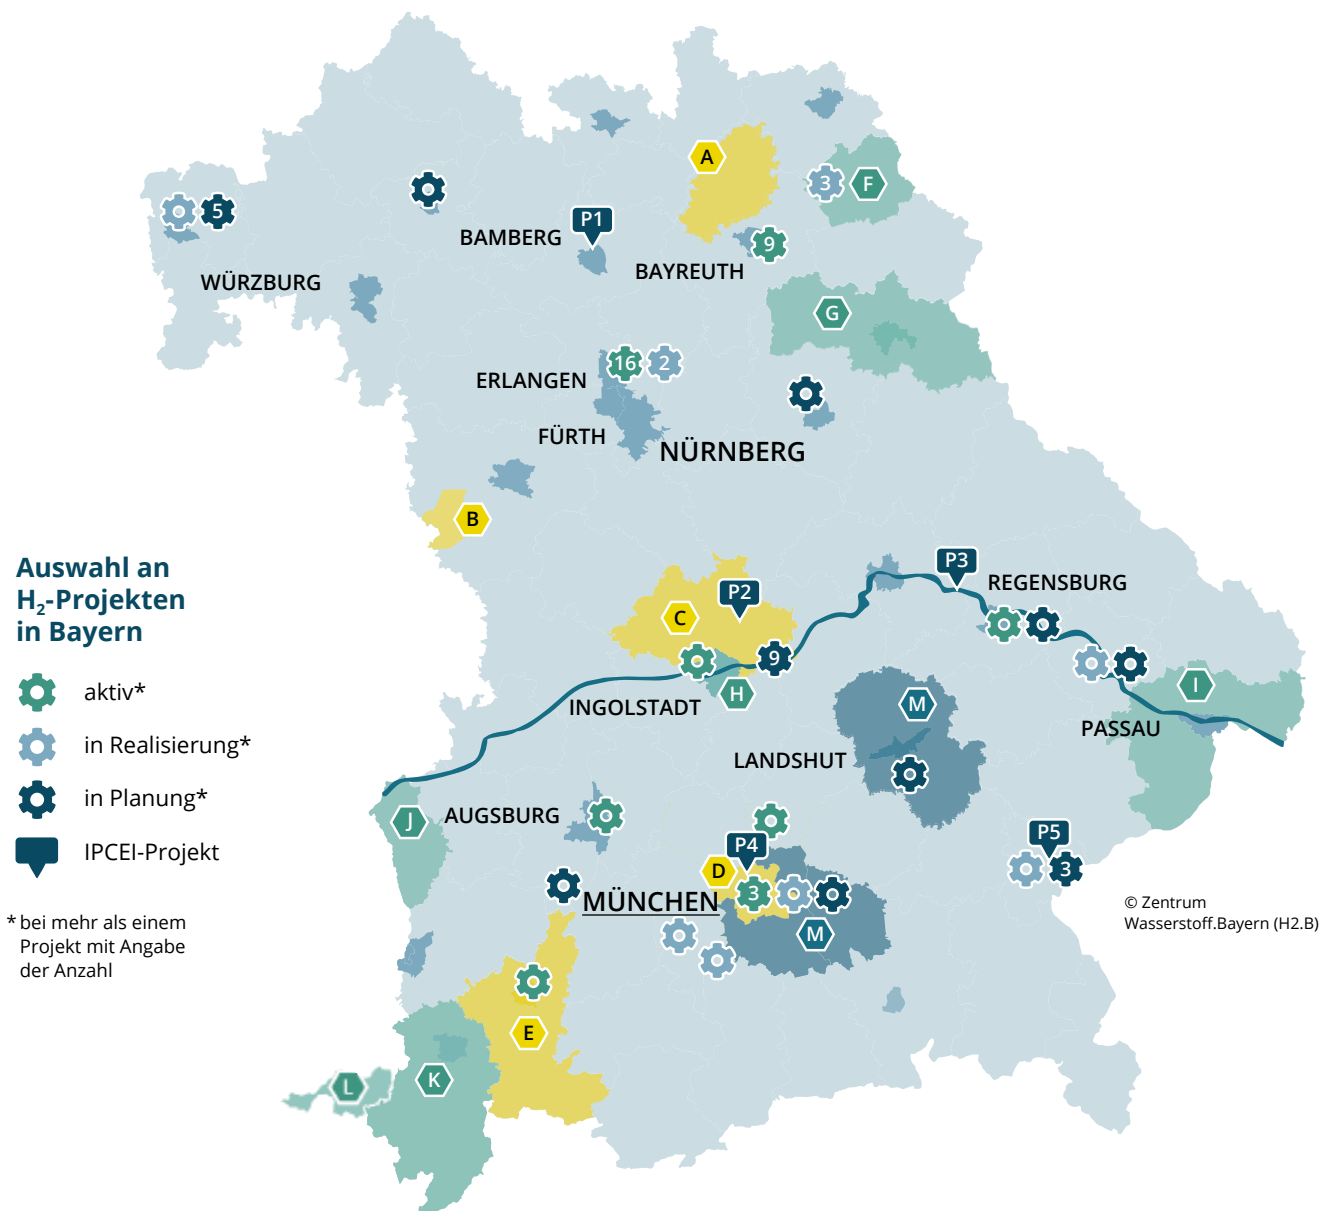 A
3
F
5
P1
BAMBERG
9
BAYREUTH
WÜRZBURG
G
16
2
ERLANGEN
FÜRTH
NÜRNBERG
B
Auswahl an
H₂-Projekten
in Bayern
aktiv*
in Realisierung*
in Planung*
IPCEI-Projekt
* bei mehr als einem
Projekt mit Angabe
der Anzahl
P3
REGENSBURG
P2
C
9
H
INGOLSTADT
I
PASSAU
M
LANDSHUT
J
AUGSBURG
P5
3
P4
D
3
MÜNCHEN
M
© Zentrum
Wasserstoff.Bayern (H2.B)
E
K
L